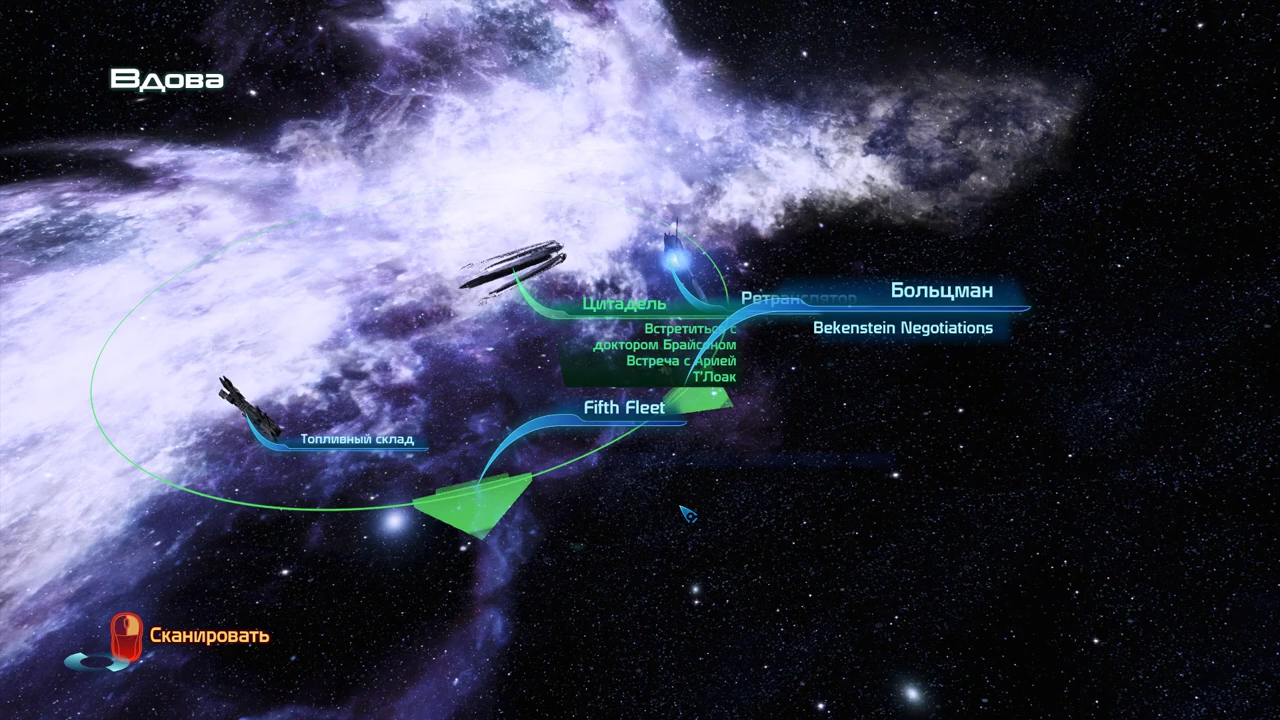 Вдова
Больцман
Ретранслятор
Цитадель
Bekenstein Negotiations
Встретиться с
доктором Брайсоном
Встреча с Арией
Т'Лоак
Fifth Fleet
Топливный склад
Сканировать